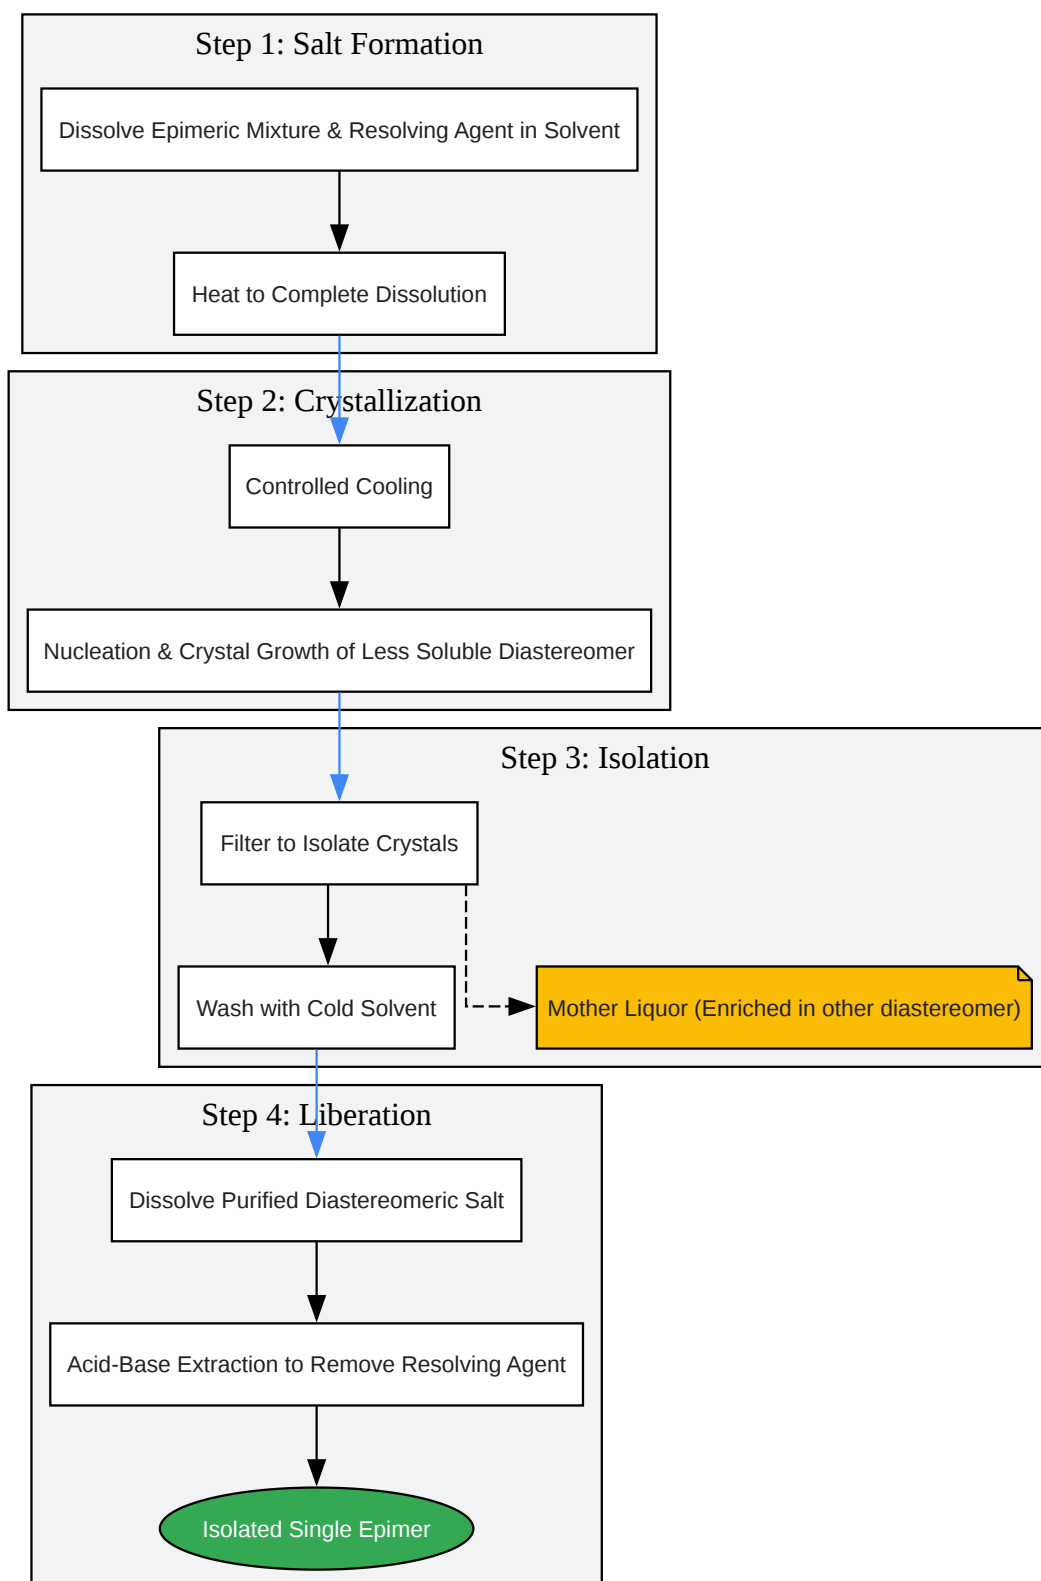 Step 1: Salt Formation
Dissolve Epimeric Mixture & Resolving Agent in Solvent
Heat to Complete Dissolution
Step 2: Crystallization
Controlled Cooling
Nucleation & Crystal Growth of Less Soluble Diastereomer
Step 3: Isolation
Filter to Isolate Crystals
Wash with Cold Solvent
Mother Liquor (Enriched in other diastereomer)
Step 4: Liberation
Dissolve Purified Diastereomeric Salt
Acid-Base Extraction to Remove Resolving Agent
Isolated Single Epimer